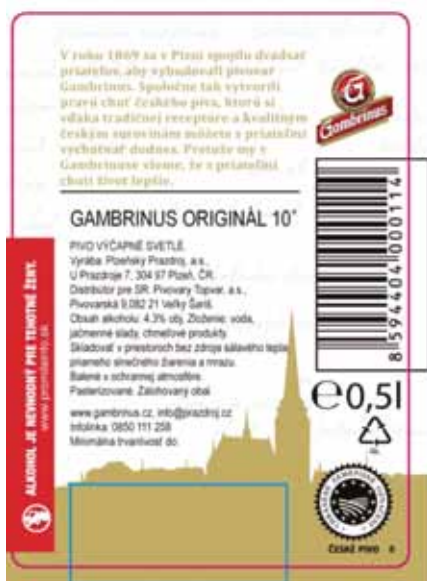 V roku 1869 sa v Plzni spojilo dvadsať
priateľov, aby vybudovali pivovar
Gambrinus. Spoločne tak vytvorili
pravú chuť českého piva, ktorú si
vďaka tradičnej receptúre a kvalitným
českým surovinám môžete s priateľmi
vychutnať dodnes. Pretože my v
Gambrinuse vieme, že s priateľmi
chutí život lepšie.
Gambrinus
GAMBRINUS ORIGINÁL 10°
PIVO VÝČAPNÉ SVETLÉ.
Vyrába: Plzeňský Prazdroj, a.s.,
U Prazdroje 7, 304 97 Plzeň, ČR.
Distribútor pre SR: Pivovary Topvar, a.s.,
Pivovarská 9,082 21 Veľký Šariš.
Obsah alkoholu: 4,3% obj. Zloženie: voda,
jačmenné slady, chmeľové produkty.
Skladovať v priestoroch bez zdroja sálavého tepla,
priameho slnečného žiarenia a mrazu.
Balené v ochrannej atmosfére.
Pasterizované. Zálohovaný obal.
www.gambrinus.cz, info@prazdroj.cz
Infolinka: 0850 111 258
Minimálna trvanlivosť do:
ALKOHOL JE NEVHODNÝ PRE TEHOTNÉ ŽENY.
www.promileinfo.sk
8 594404 000114
℮0,5l
ČESKÉ PIVO